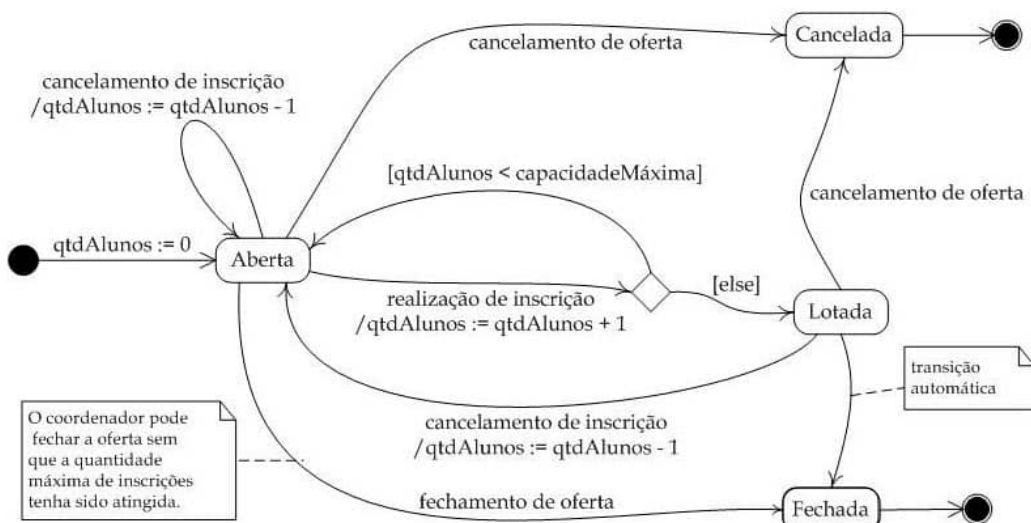 cancelamento de oferta
Cancelada
cancelamento de inscrição
/qtdAlunos := qtdAlunos - 1
[qtdAlunos < capacidadeMáxima]
cancelamento de oferta
qtdAlunos := 0
Aberta
[else]
realização de inscrição
/qtdAlunos := qtdAlunos + 1
Lotada
transição
automática
O coordenador pode
fechar a oferta sem
que a quantidade
máxima de inscrições
tenha sido atingida.
cancelamento de inscrição
/qtdAlunos := qtdAlunos - 1
fechamento de oferta
Fechada